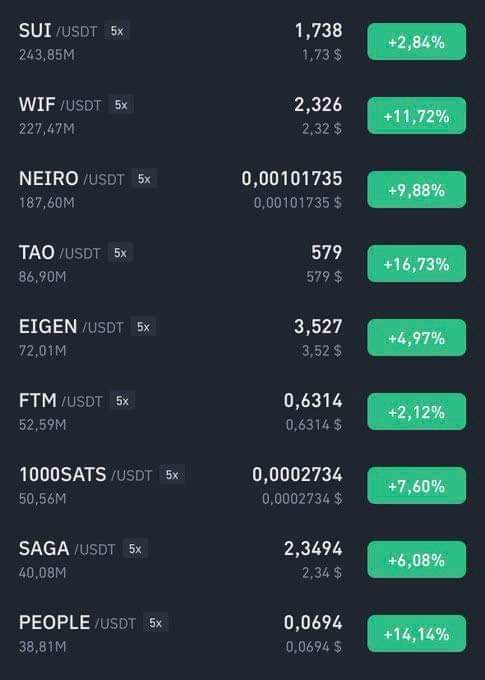 SUI /USDT 5x 1,738 +2,84%
243,85M 1,73 $
WIF /USDT 5x 2,326 +11,72%
227,47M 2,32 $
NEIRO /USDT 5x 0,00101735 +9,88%
187,60M 0,00101735 $
TAO /USDT 5x 579 +16,73%
86,90M 579 $
EIGEN /USDT 5x 3,527 +4,97%
72,01M 3,52 $
FTM /USDT 5x 0,6314 +2,12%
52,59M 0,6314 $
1000SATS /USDT 5x 0,0002734 +7,60%
50,56M 0,0002734 $
SAGA /USDT 5x 2,3494 +6,08%
40,08M 2,34 $
PEOPLE /USDT 5x 0,0694 +14,14%
38,81M 0,0694 $